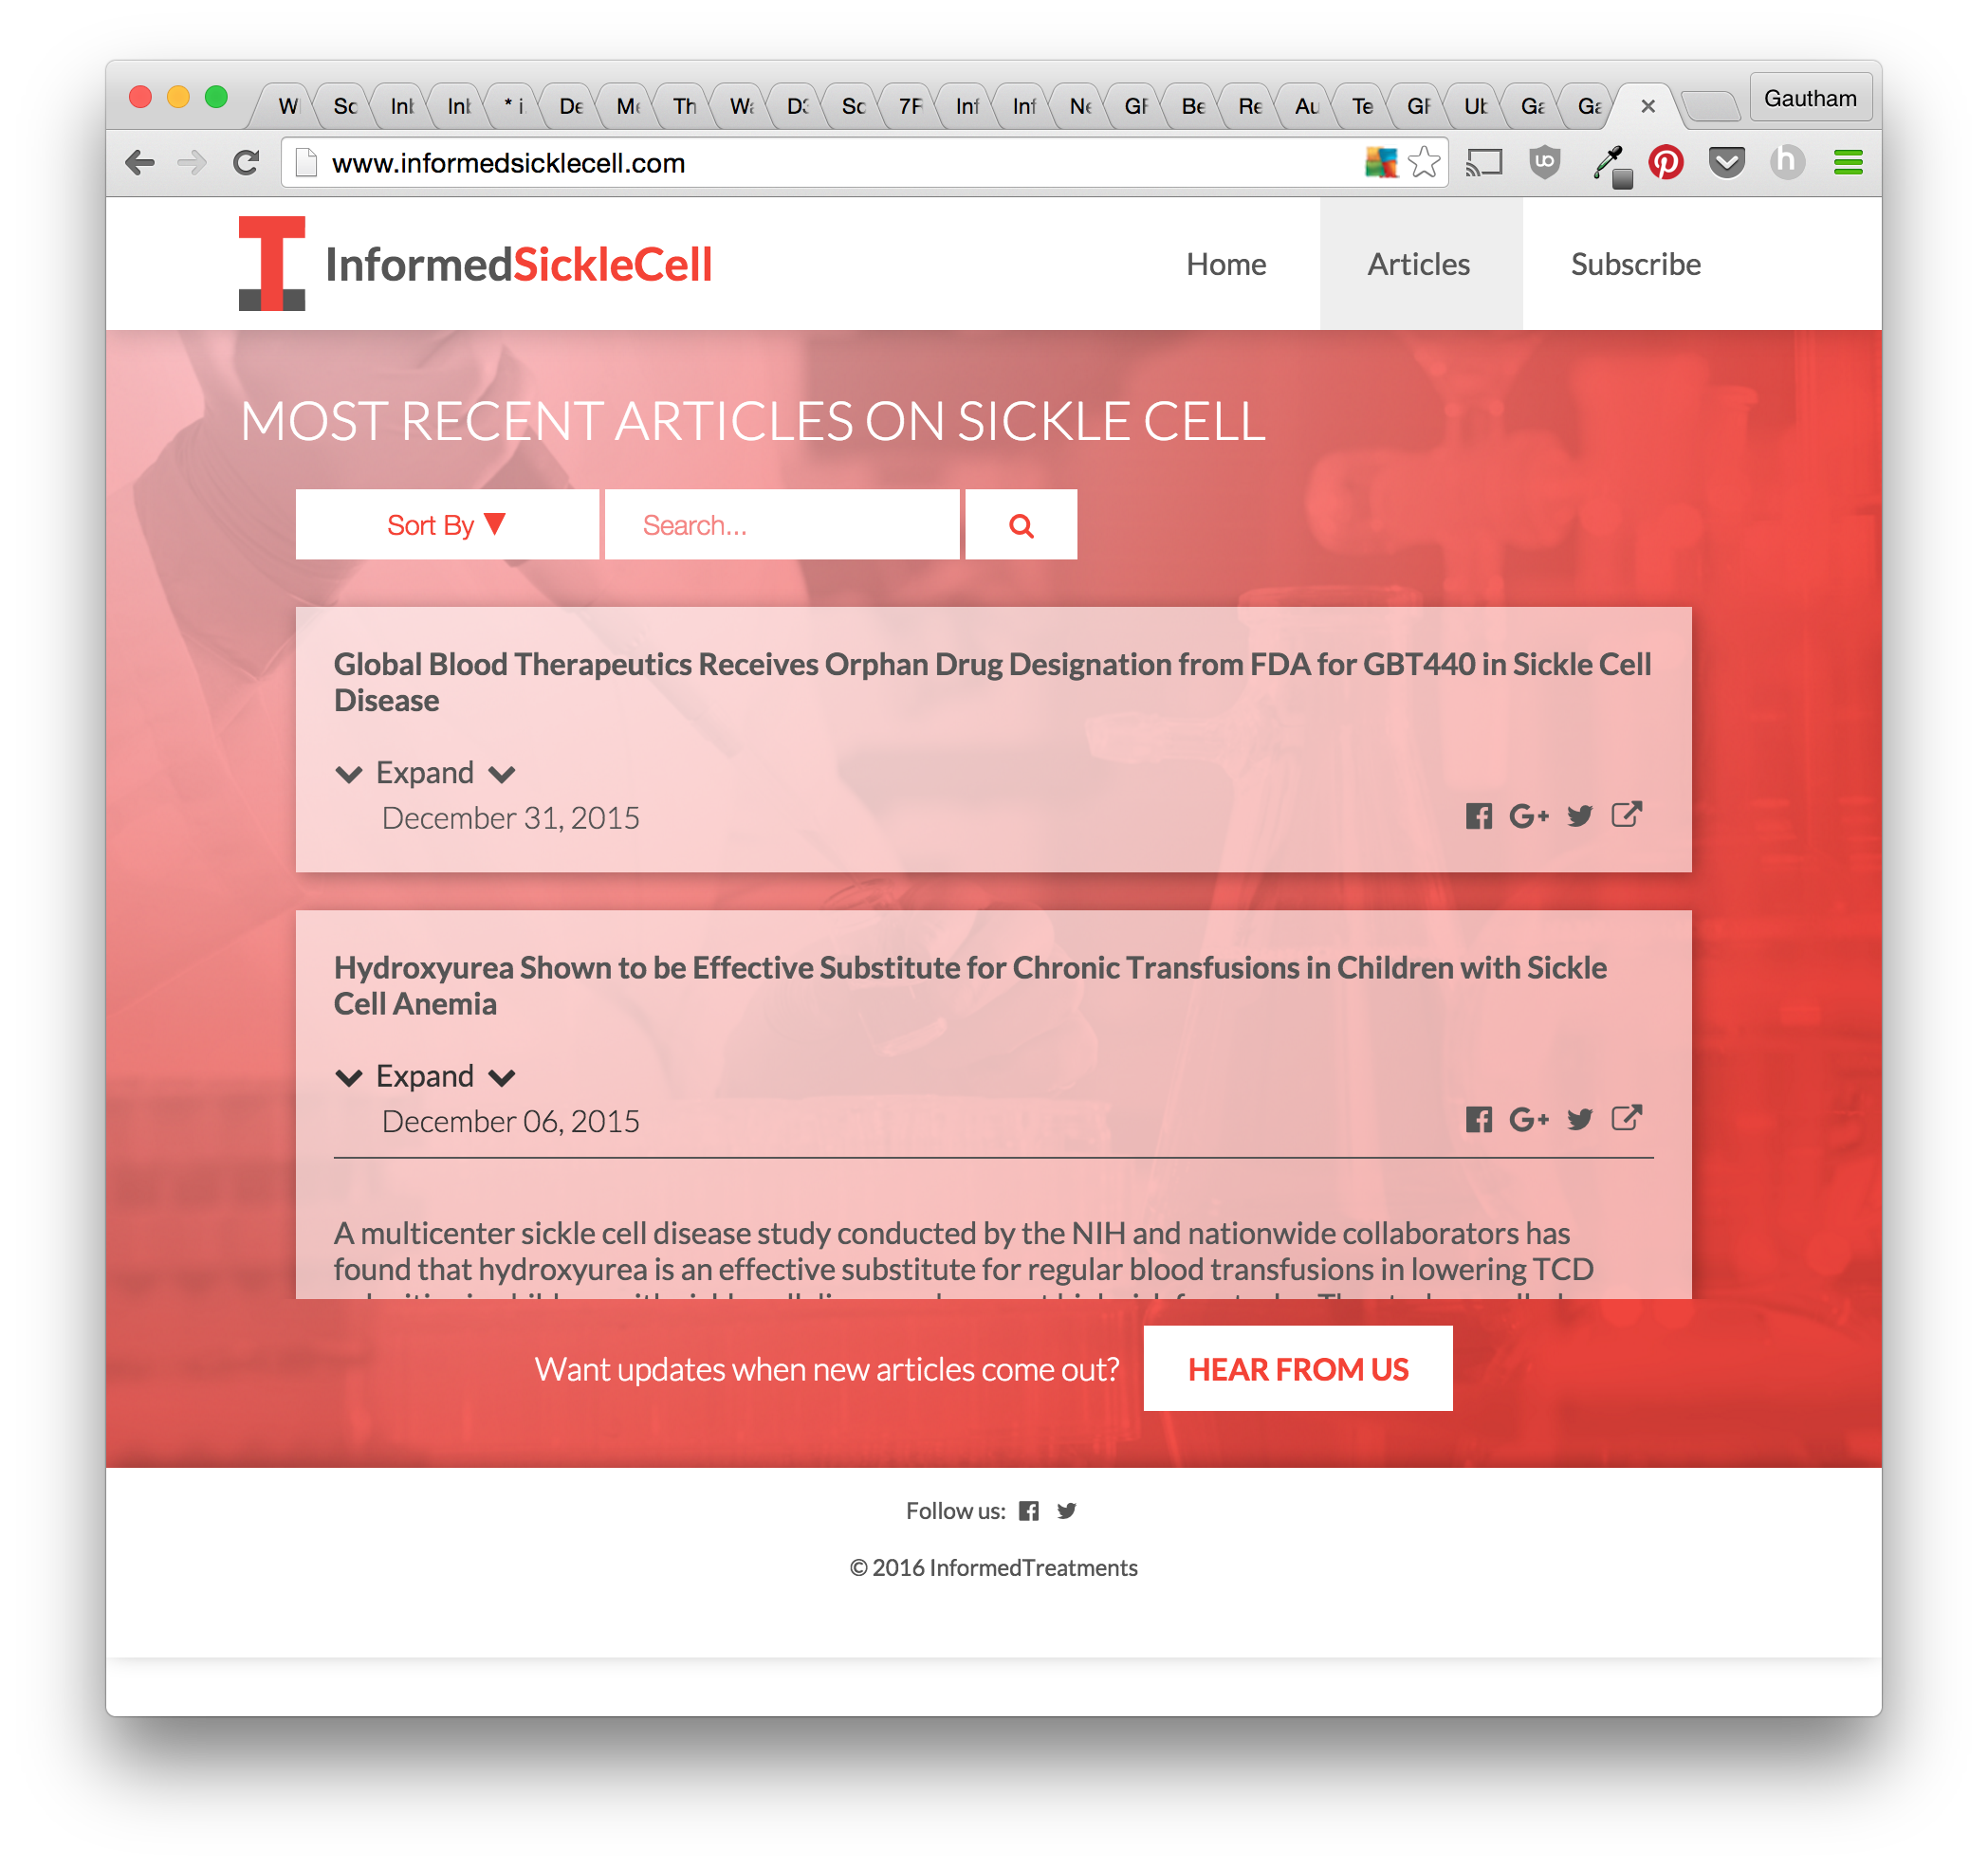 W
Sc
Inb
Inb
* i
De
Me
Th
Wa
D3
Sc
7F
Inf
Inf
Ne
GF
Be
Re
Au
Te
GF
Ub
Ga
Ga
Gautham
www.informedsicklecell.com
InformedSickleCell
Home
Articles
Subscribe
MOST RECENT ARTICLES ON SICKLE CELL
Sort By ▼
Search...
Global Blood Therapeutics Receives Orphan Drug Designation from FDA for GBT440 in Sickle Cell
Disease
Expand
December 31, 2015
Hydroxyurea Shown to be Effective Substitute for Chronic Transfusions in Children with Sickle
Cell Anemia
Expand
December 06, 2015
A multicenter sickle cell disease study conducted by the NIH and nationwide collaborators has
found that hydroxyurea is an effective substitute for regular blood transfusions in lowering TCD
Want updates when new articles come out?
HEAR FROM US
Follow us:
© 2016 InformedTreatments